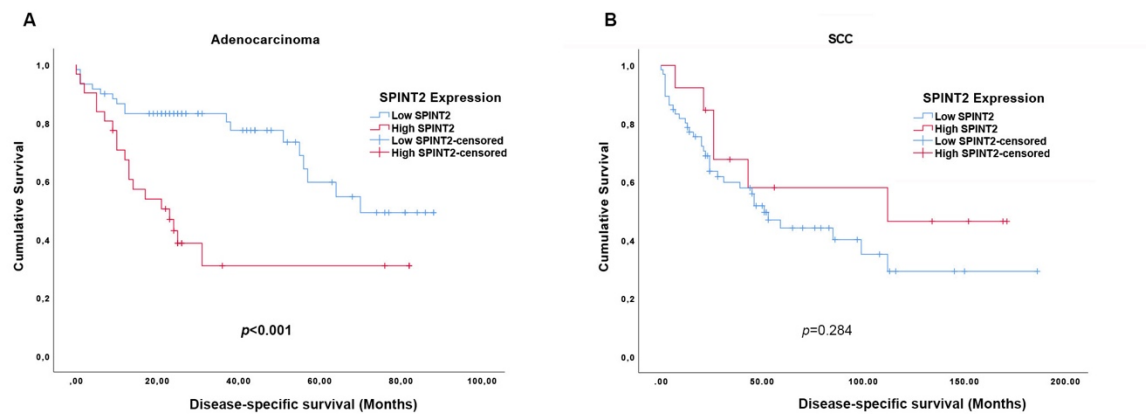 A
Adenocarcinoma
Cumulative Survival
1,0
0,8
0,6
0,4
0,2
0,0
SPINT2 Expression
Low SPINT2
High SPINT2
Low SPINT2-censored
High SPINT2-censored
p<0.001
,00
20,00
40,00
60,00
80,00
100,00
Disease-specific survival (Months)
B
SCC
Cumulative Survival
1,0
0,8
0,6
0,4
0,2
0,0
SPINT2 Expression
Low SPINT2
High SPINT2
Low SPINT2-censored
High SPINT2-censored
p=0.284
.00
50.00
100.00
150.00
200.00
Disease-specific survival (Months)